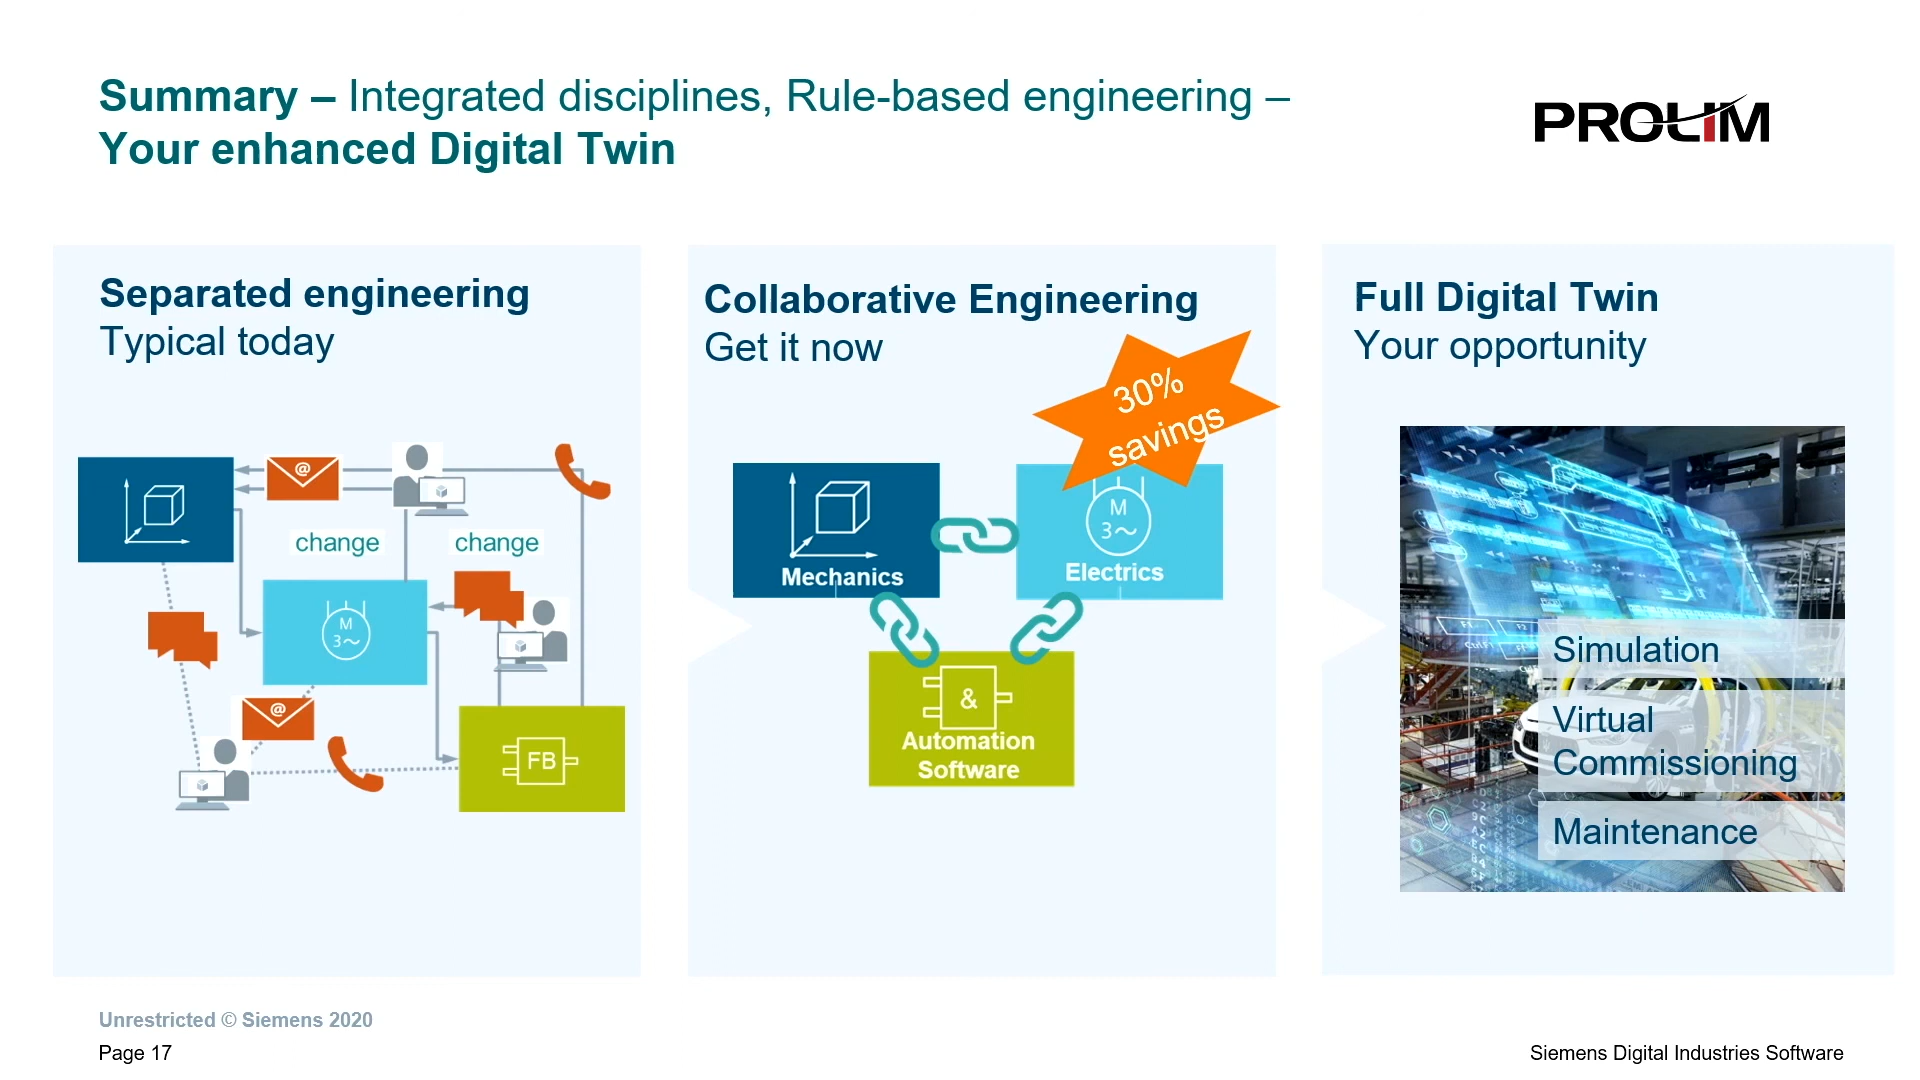 Summary – Integrated disciplines, Rule-based engineering –
Your enhanced Digital Twin
PROLIM
Separated engineering
Typical today
@
change
change
M
3~
@
FB
Collaborative Engineering
Get it now
30%
savings
Mechanics
M
3~
Electrics
&
Automation
Software
Full Digital Twin
Your opportunity
F1
F2
Simulation
Virtual
Commissioning
Maintenance
Unrestricted © Siemens 2020
Page 17
Siemens Digital Industries Software